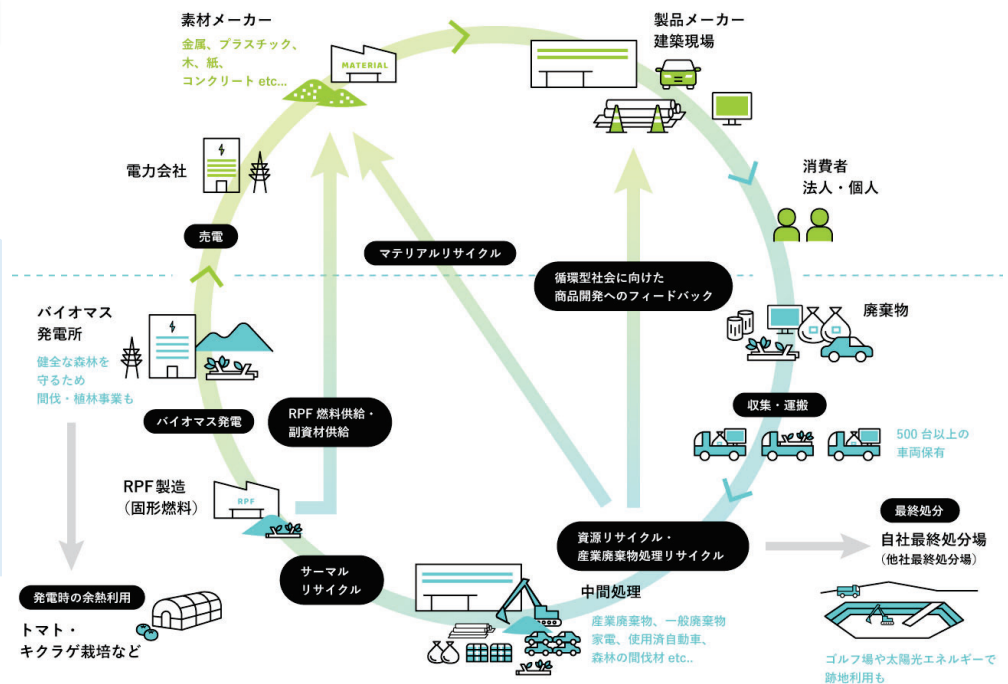 素材メーカー
金属、プラスチック、
木、紙、
コンクリート etc...
MATERIAL
製品メーカー
建築現場
電力会社
消費者
法人・個人
売電
マテリアルリサイクル
循環型社会に向けた
商品開発へのフィードバック
バイオマス
発電所
健全な森林を
守るため
間伐・植林事業も
廃棄物
バイオマス発電
RPF 燃料供給・
副資材供給
収集・運搬
500 台以上の
車両保有
RPF 製造
（固形燃料）
RPF
資源リサイクル・
産業廃棄物処理リサイクル
最終処分
自社最終処分場
（他社最終処分場）
サーマル
リサイクル
中間処理
産業廃棄物、一般廃棄物
家電、使用済自動車、
森林の間伐材 etc..
発電時の余熱利用
トマト・
キクラゲ栽培など
ゴルフ場や太陽光エネルギーで
跡地利用も